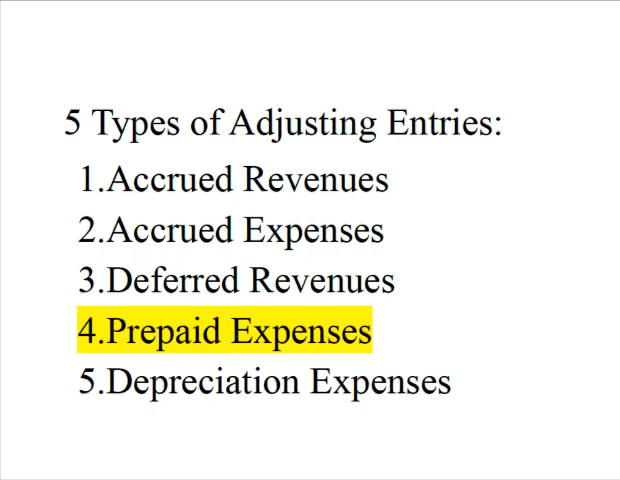 5 Types of Adjusting Entries:
1.Accrued Revenues
2.Accrued Expenses
3.Deferred Revenues
4.Prepaid Expenses
5.Depreciation Expenses